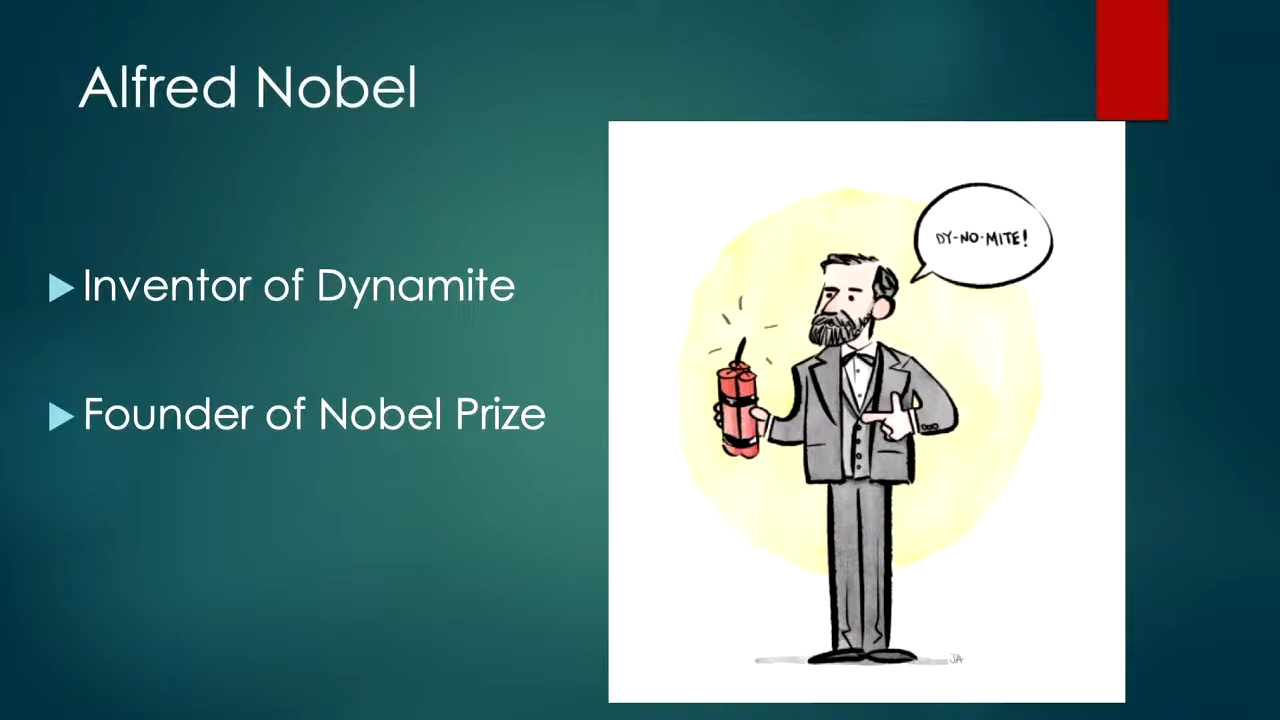 Alfred Nobel
Inventor of Dynamite
Founder of Nobel Prize
DY-NO-MITE!
JA